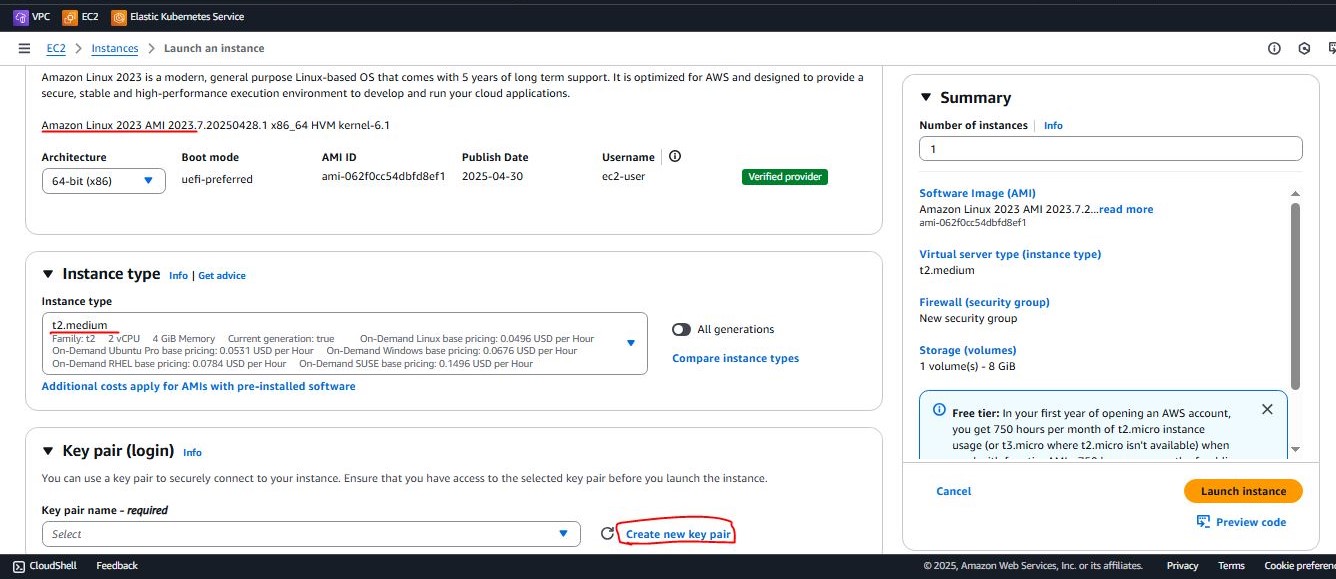 VPC EC2 Elastic Kubernetes Service
EC2 Instances Launch an instance
Amazon Linux 2023 is a modern, general purpose Linux-based OS that comes with 5 years of long term support. It is optimized for AWS and designed to provide a
secure, stable and high-performance execution environment to develop and run your cloud applications.
Amazon Linux 2023 AMI 2023.7.20250428.1 x86_64 HVM kernel-6.1
Architecture Boot mode AMI ID Publish Date Username
64-bit (x86) uefi-preferred ami-062f0cc54dbfd8ef1 2025-04-30 ec2-user Verified provider
Instance type Info | Get advice
Instance type
t2.medium
Family: t2 2 vCPU 4 GiB Memory Current generation: true On-Demand Linux base pricing: 0.0496 USD per Hour
On-Demand Ubuntu Pro base pricing: 0.0531 USD per Hour On-Demand Windows base pricing: 0.0676 USD per Hour
On-Demand RHEL base pricing: 0.0784 USD per Hour On-Demand SUSE base pricing: 0.1496 USD per Hour
All generations
Compare instance types
Additional costs apply for AMIs with pre-installed software
Key pair (login) Info
You can use a key pair to securely connect to your instance. Ensure that you have access to the selected key pair before you launch the instance.
Key pair name - required
Select
Create new key pair
Summary
Number of instances Info
1
Software Image (AMI)
Amazon Linux 2023 AMI 2023.7.2...read more
ami-062f0cc54dbfd8ef1
Virtual server type (instance type)
t2.medium
Firewall (security group)
New security group
Storage (volumes)
1 volume(s) - 8 GiB
Free tier: In your first year of opening an AWS account,
you get 750 hours per month of t2.micro instance
usage (or t3.micro where t2.micro isn't available) when
Cancel Launch instance
Preview code
CloudShell Feedback © 2025, Amazon Web Services, Inc. or its affiliates. Privacy Terms Cookie preferen